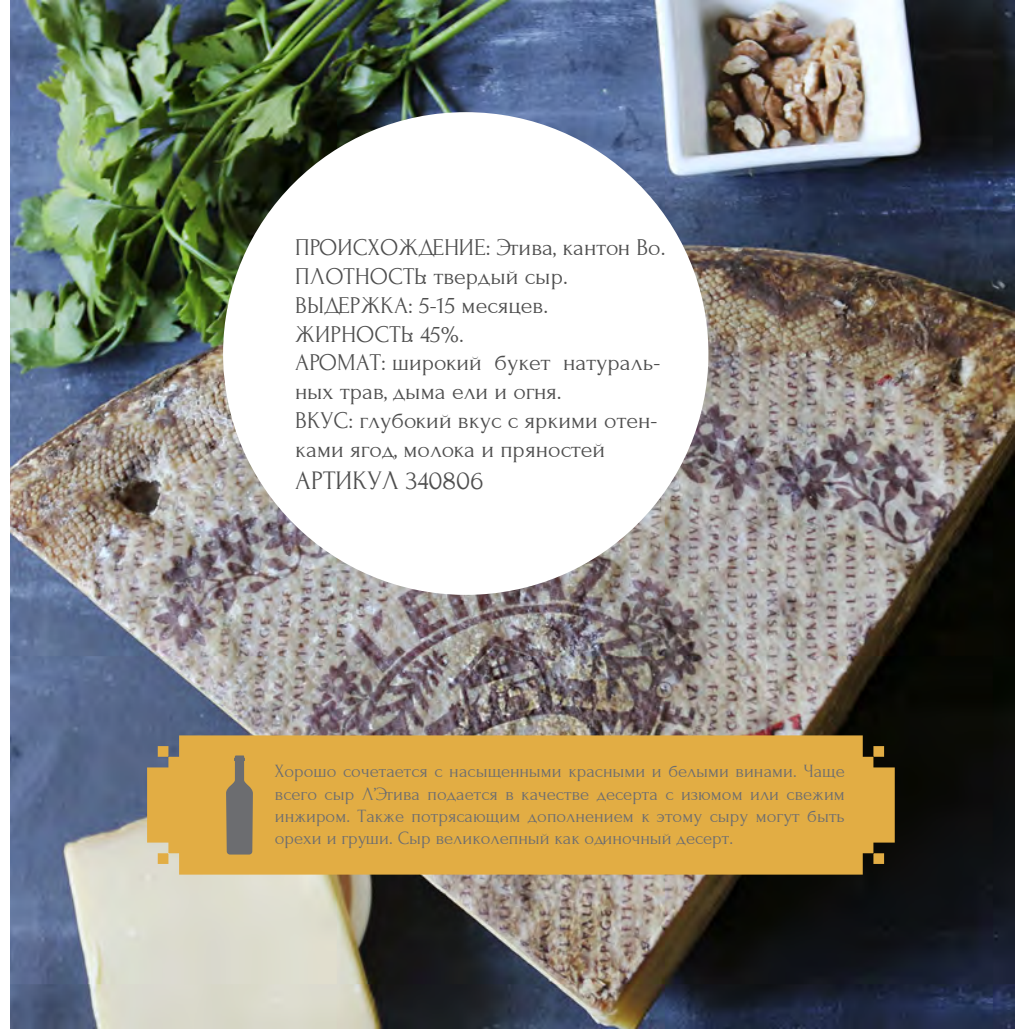 ПРОИСХОЖДЕНИЕ: Этива, кантон Во.
ПЛОТНОСТЬ: твердый сыр.
ВЫДЕРЖКА: 5-15 месяцев.
ЖИРНОСТЬ: 45%.
АРОМАТ: широкий букет натураль-
ных трав, дыма ели и огня.
ВКУС: глубокий вкус с яркими отен-
ками ягод, молока и пряностей
АРТИКУЛ 340806
L'ETIVAZ
Хорошо сочетается с насыщенными красными и белыми винами. Чаще
всего сыр Л'Этива подается в качестве десерта с изюмом или свежим
инжиром. Также потрясающим дополнением к этому сыру могут быть
орехи и груши. Сыр великолепный как одиночный десерт.